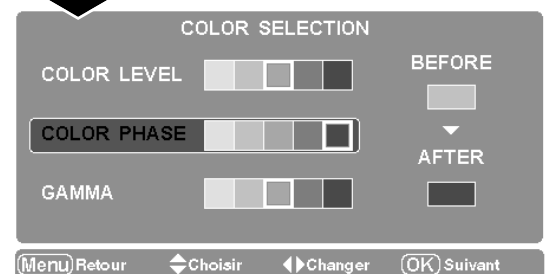 COLOR SELECTION
COLOR LEVEL
BEFORE
COLOR PHASE
AFTER
GAMMA
Menu Retour Choisir Changer OK Suivant